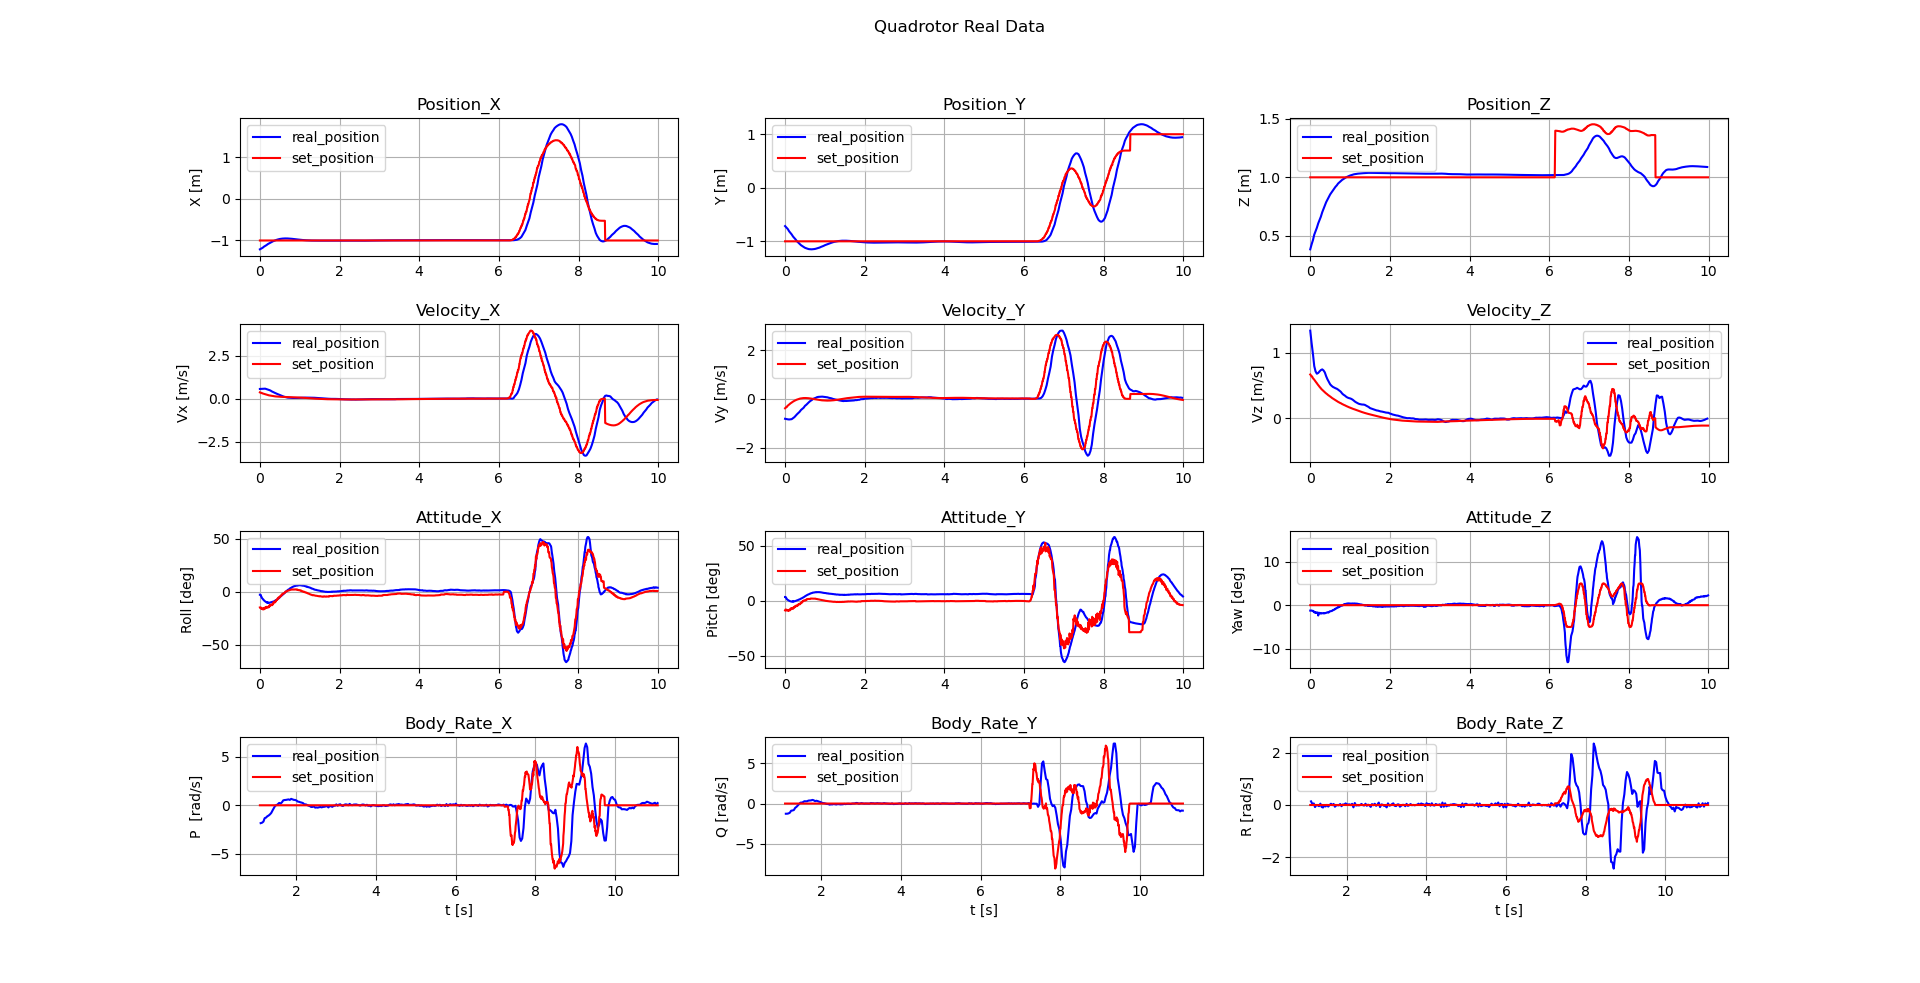 Quadrotor Real Data
Position_X
Position_Y
Position_Z
X [m]
1
0
−1
real_position
set_position
0 2 4 6 8 10
Y [m]
1
0
−1
real_position
set_position
0 2 4 6 8 10
Z [m]
1.5
1.0
0.5
real_position
set_position
0 2 4 6 8 10
Velocity_X
Velocity_Y
Velocity_Z
Vx [m/s]
2.5
0.0
−2.5
real_position
set_position
0 2 4 6 8 10
Vy [m/s]
2
0
−2
real_position
set_position
0 2 4 6 8 10
Vz [m/s]
1
0
real_position
set_position
0 2 4 6 8 10
Attitude_X
Attitude_Y
Attitude_Z
Roll [deg]
50
0
−50
real_position
set_position
0 2 4 6 8 10
Pitch [deg]
50
0
−50
real_position
set_position
0 2 4 6 8 10
Yaw [deg]
10
0
−10
real_position
set_position
0 2 4 6 8 10
Body_Rate_X
Body_Rate_Y
Body_Rate_Z
P [rad/s]
5
0
−5
real_position
set_position
2 4 6 8 10
t [s]
Q [rad/s]
5
0
−5
real_position
set_position
2 4 6 8 10
t [s]
R [rad/s]
2
0
−2
real_position
set_position
2 4 6 8 10
t [s]